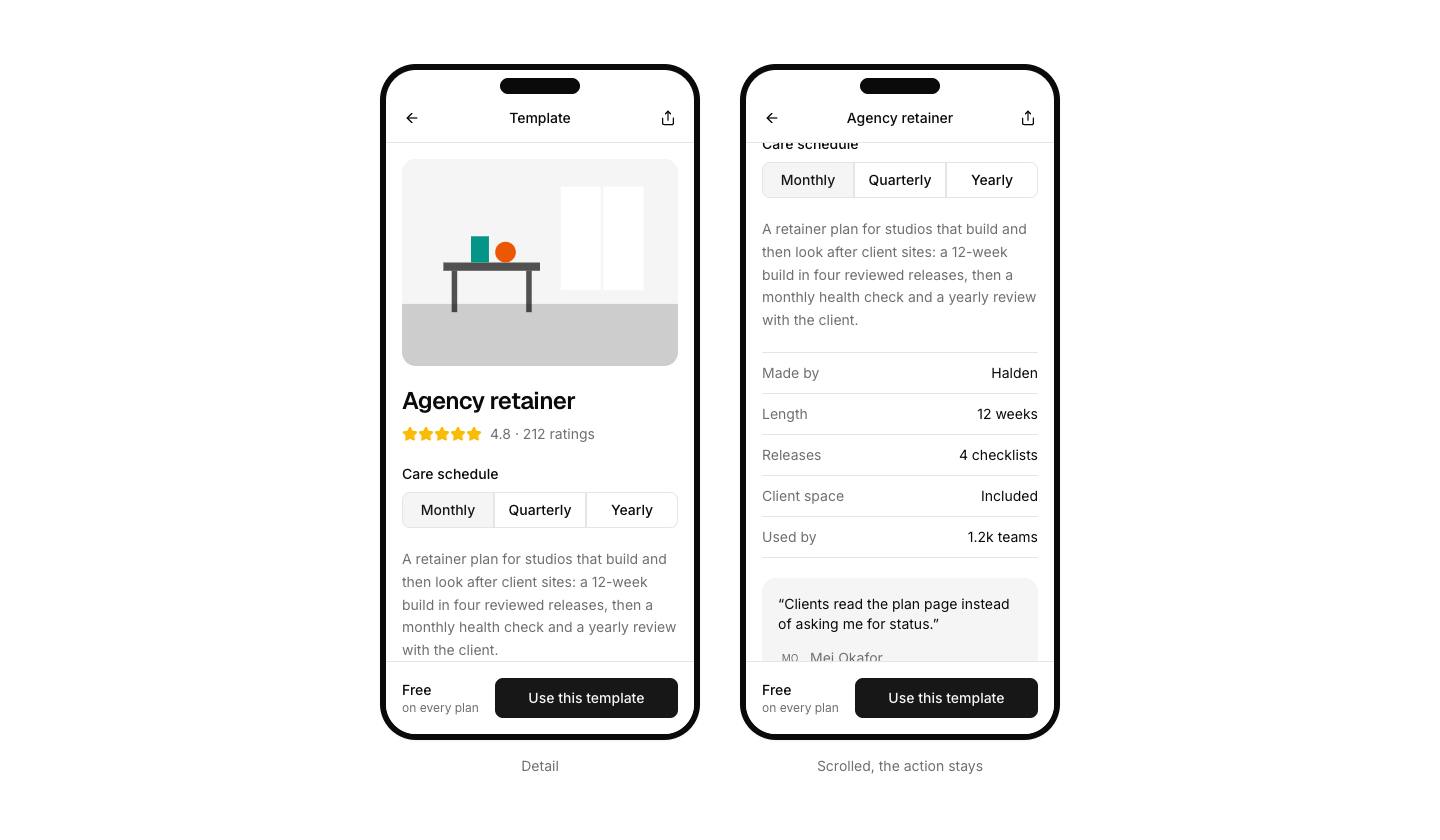 Template
Agency retainer
4.8 · 212 ratings
Care schedule
Monthly Quarterly Yearly
A retainer plan for studios that build and
then look after client sites: a 12-week
build in four reviewed releases, then a
monthly health check and a yearly review
with the client.
Free
on every plan
Use this template
Detail
Agency retainer
Care schedule
Monthly Quarterly Yearly
A retainer plan for studios that build and
then look after client sites: a 12-week
build in four reviewed releases, then a
monthly health check and a yearly review
with the client.
Made by Halden
Length 12 weeks
Releases 4 checklists
Client space Included
Used by 1.2k teams
“Clients read the plan page instead
of asking me for status.”
MO Mei Okafor
Free
on every plan
Use this template
Scrolled, the action stays